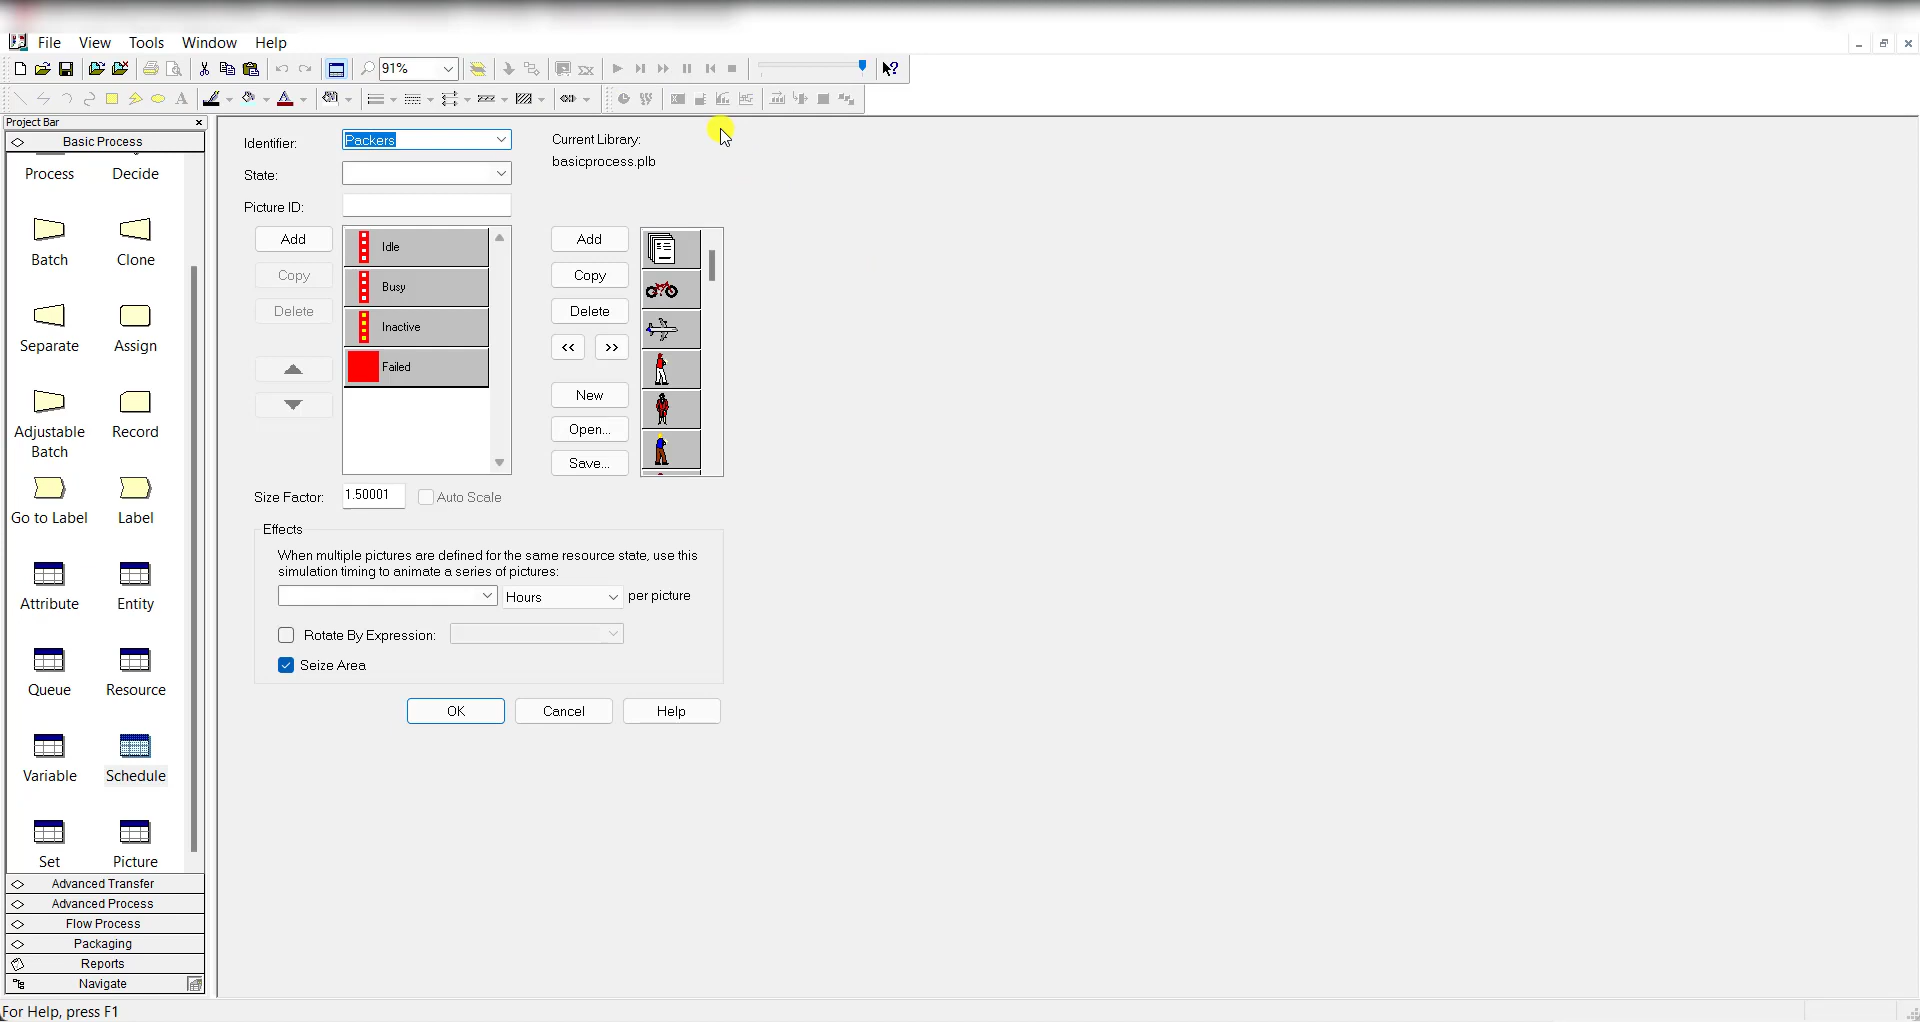 File View Tools Window Help
91%
Project Bar
Basic Process
Process Decide
Batch Clone
Separate Assign
Adjustable Batch Record
Go to Label Label
Attribute Entity
Queue Resource
Variable Schedule
Set Picture
Advanced Transfer
Advanced Process
Flow Process
Packaging
Reports
Navigate
Identifier: Packers
State:
Picture ID:
Add
Copy
Delete
Idle
Busy
Inactive
Failed
Current Library:
basicprocess.plb
Add
Copy
Delete
<< >>
New
Open...
Save...
Size Factor: 1.50001 Auto Scale
Effects
When multiple pictures are defined for the same resource state, use this
simulation timing to animate a series of pictures:
Hours per picture
Rotate By Expression:
Seize Area
OK Cancel Help
For Help, press F1